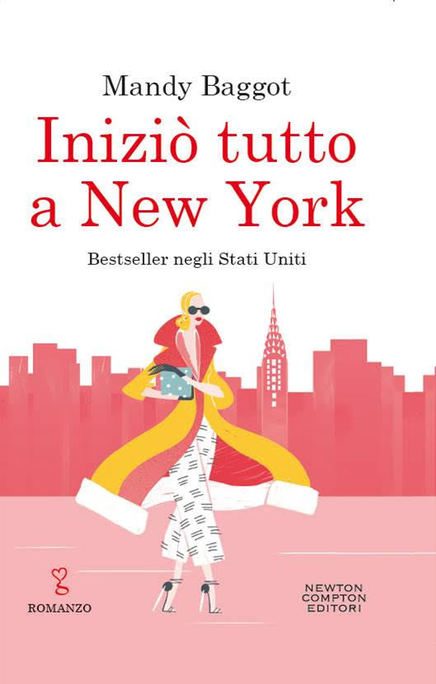 Mandy Baggot
Iniziò tutto
a New York
Bestseller negli Stati Uniti
ROMANZO
NEWTON
COMPTON
EDITORI